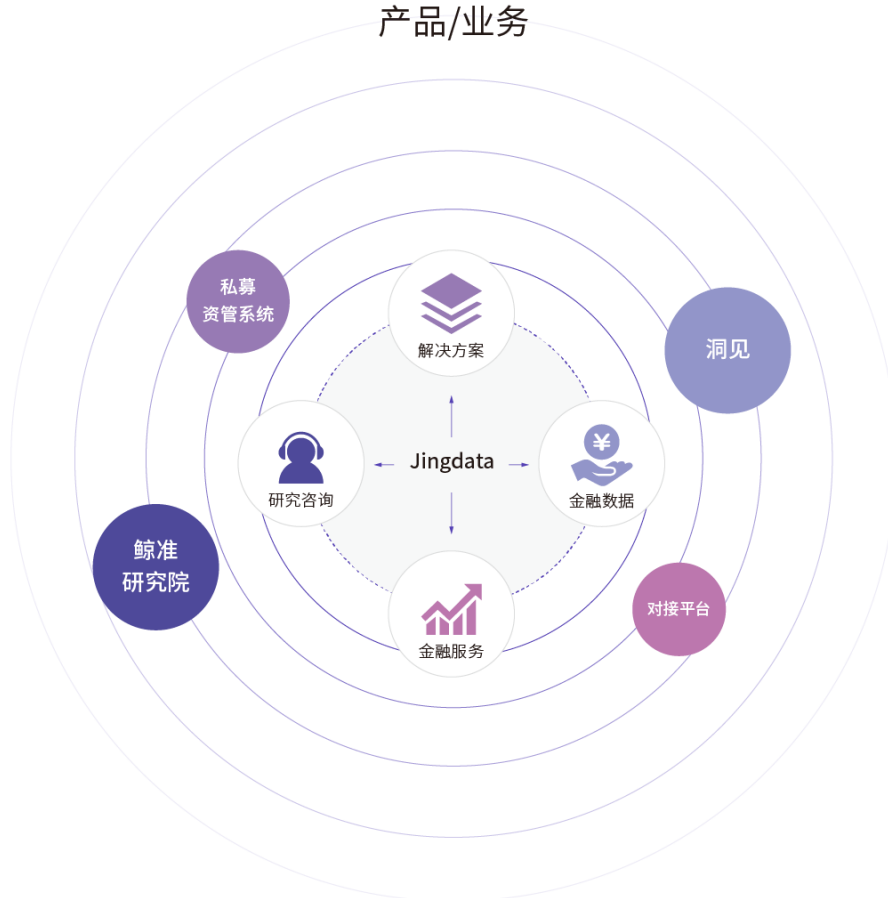 产品/业务
私募
资管系统
解决方案
洞见
Jingdata
研究咨询
金融数据
鲸准
研究院
对接平台
金融服务